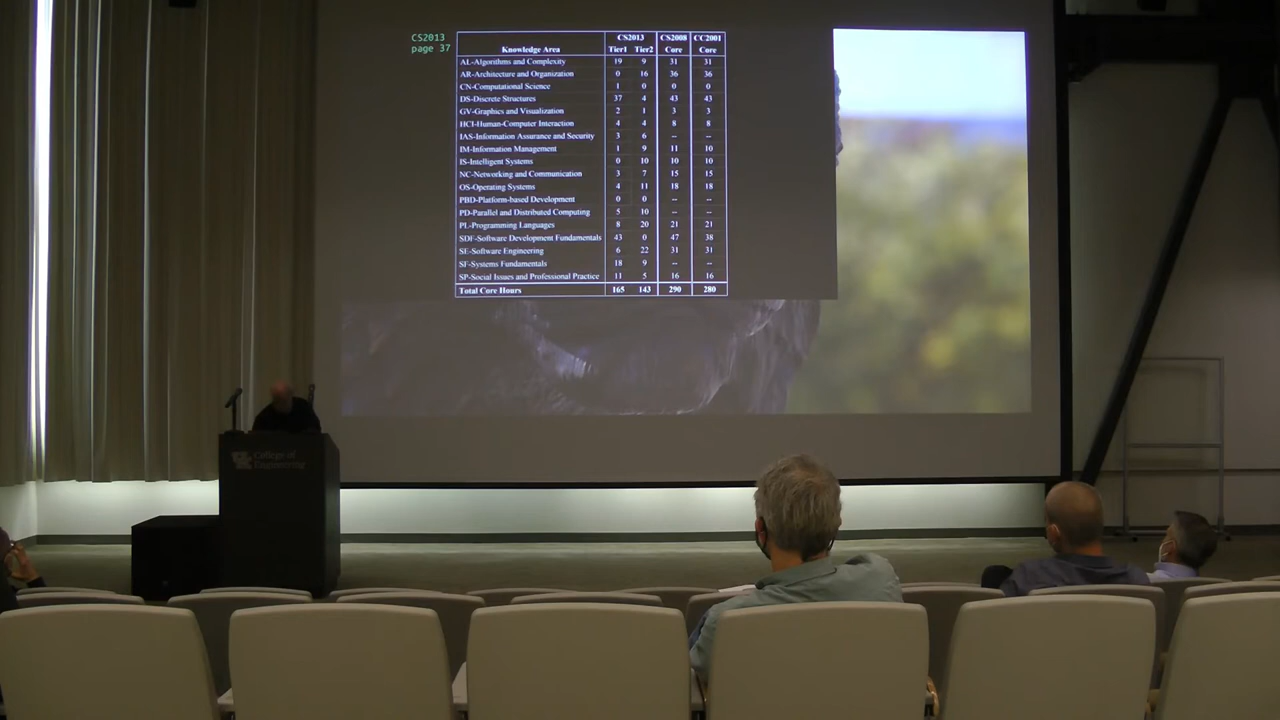 CS2013
page 37
CS2013 CS2008 CC2001
Knowledge Area Tier1 Tier2 Core Core
AL-Algorithms and Complexity 19 9 31 31
AR-Architecture and Organization 0 16 36 36
CN-Computational Science 1 0 0 0
DS-Discrete Structures 37 4 43 43
GV-Graphics and Visualization 2 1 3 3
HCI-Human-Computer Interaction 4 4 8 8
IAS-Information Assurance and Security 3 6 -- --
IM-Information Management 1 9 11 10
IS-Intelligent Systems 0 10 10 10
NC-Networking and Communication 3 7 15 15
OS-Operating Systems 4 11 18 18
PBD-Platform-based Development 0 0 -- --
PD-Parallel and Distributed Computing 5 10 -- --
PL-Programming Languages 8 20 21 21
SDF-Software Development Fundamentals 43 0 47 38
SE-Software Engineering 6 22 31 31
SF-Systems Fundamentals 18 9 -- --
SP-Social Issues and Professional Practice 11 5 16 16
Total Core Hours 165 143 290 280
College of
Engineering